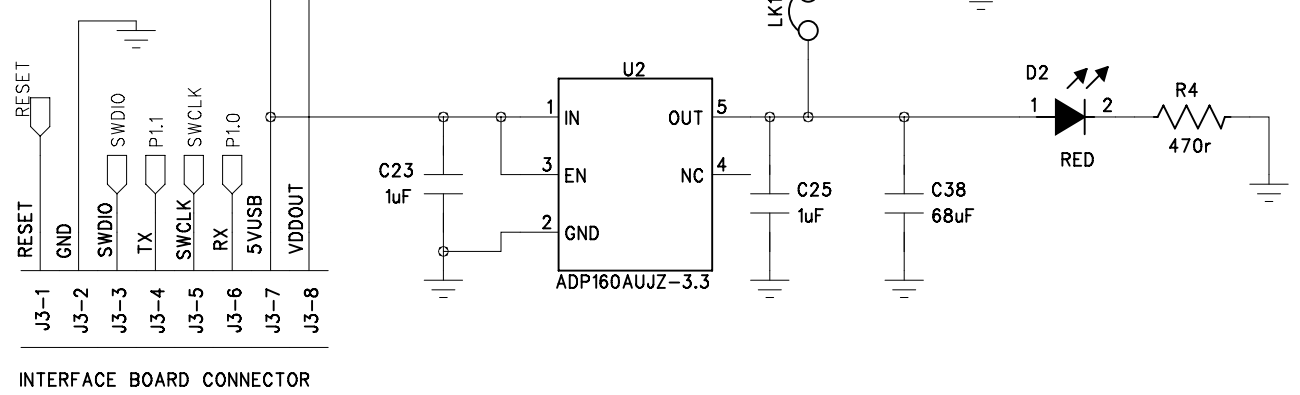 LK1
RESET
SWDIO
P1.1
SWCLK
P1.0
RESET
GND
SWDIO
TX
SWCLK
RX
5VUSB
VDDOUT
J3-1
J3-2
J3-3
J3-4
J3-5
J3-6
J3-7
J3-8
INTERFACE BOARD CONNECTOR
C23
1uF
U2
1 IN
3 EN
2 GND
OUT 5
NC 4
ADP160AUJZ-3.3
C25
1uF
C38
68uF
D2
1 2
RED
R4
470r